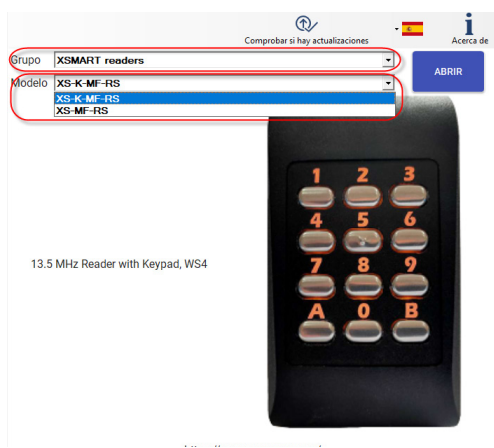 Comprobar si hay actualizaciones
Acerca de
Grupo XSMART readers
ABRIR
Modelo XS-K-MF-RS
XS-K-MF-RS
XS-MF-RS
1 2 3
4 5 6
7 8 9
A 0 B
13.5 MHz Reader with Keypad, WS4